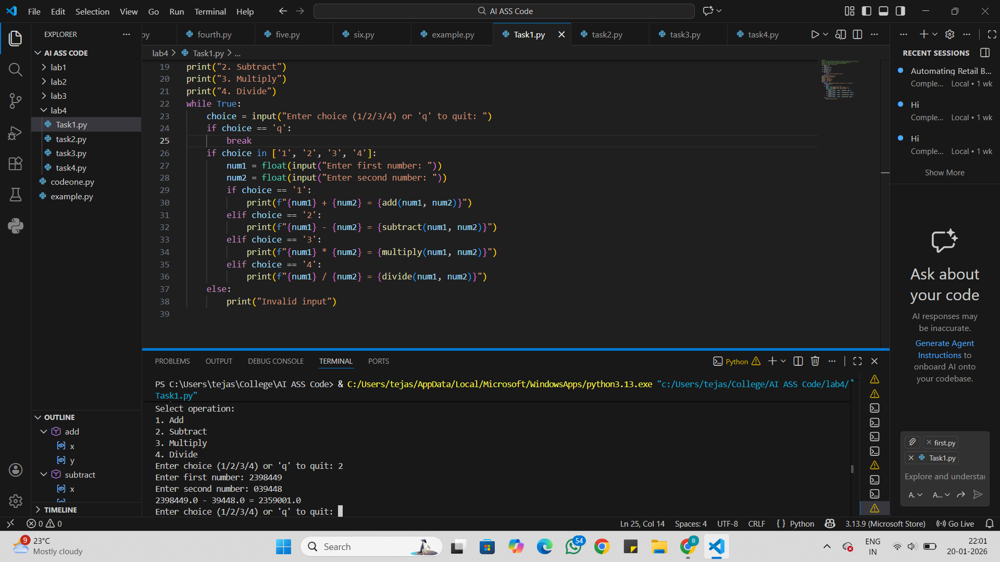 File Edit Selection View Go Run Terminal Help
AI ASS Code
EXPLORER
AI ASS CODE
lab1
lab2
lab3
lab4
Task1.py
task2.py
task3.py
task4.py
codeone.py
example.py
OUTLINE
add
x
y
subtract
x
TIMELINE
py fourth.py five.py six.py example.py Task1.py task2.py task3.py task4.py
lab4 > Task1.py > ...
19 print("2. Subtract")
20 print("3. Multiply")
21 print("4. Divide")
22 while True:
23 choice = input("Enter choice (1/2/3/4) or 'q' to quit: ")
24 if choice == 'q':
25 break
26 if choice in ['1', '2', '3', '4']:
27 num1 = float(input("Enter first number: "))
28 num2 = float(input("Enter second number: "))
29 if choice == '1':
30 print(f"{num1} + {num2} = {add(num1, num2)}")
31 elif choice == '2':
32 print(f"{num1} - {num2} = {subtract(num1, num2)}")
33 elif choice == '3':
34 print(f"{num1} * {num2} = {multiply(num1, num2)}")
35 elif choice == '4':
36 print(f"{num1} / {num2} = {divide(num1, num2)}")
37 else:
38 print("Invalid input")
39
PROBLEMS OUTPUT DEBUG CONSOLE TERMINAL PORTS
Python
PS C:\Users\tejas\College\AI ASS Code> & C:/Users/tejas/AppData/Local/Microsoft/WindowsApps/python3.13.exe "c:/Users/tejas/College/AI ASS Code/lab4/
Task1.py"
Select operation:
1. Add
2. Subtract
3. Multiply
4. Divide
Enter choice (1/2/3/4) or 'q' to quit: 2
Enter first number: 2398449
Enter second number: 039448
2398449.0 - 39448.0 = 2359001.0
Enter choice (1/2/3/4) or 'q' to quit:
RECENT SESSIONS
Automating Retail B...
Comple... Local • 1 wk
Hi
Comple... Local • 1 wk
Hi
Comple... Local • 1 wk
Show More
Ask about
your code
AI responses may
be inaccurate.
Generate Agent
Instructions to
onboard AI onto
your codebase.
first.py
Task1.py
Explore and understa
A. A...
0 0
Ln 25, Col 14 Spaces: 4 UTF-8 CRLF {} Python 3.13.9 (Microsoft Store) Go Live
9
23°C
Mostly cloudy
Search
54
B
ENG
IN
22:01
20-01-2026